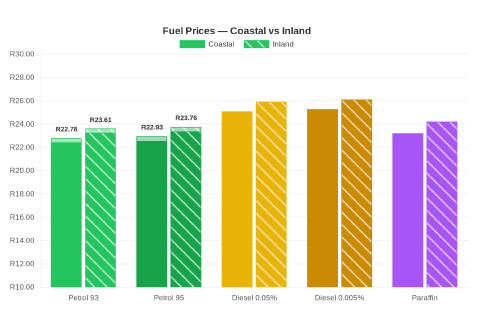 Fuel Prices — Coastal vs Inland
Coastal Inland
R30.00
R28.00
R26.00
R24.00
R22.00
R20.00
R18.00
R16.00
R14.00
R12.00
R10.00
R22.78 R23.61 R22.93 R23.76
Petrol 93 Petrol 95 Diesel 0.05% Diesel 0.005% Paraffin